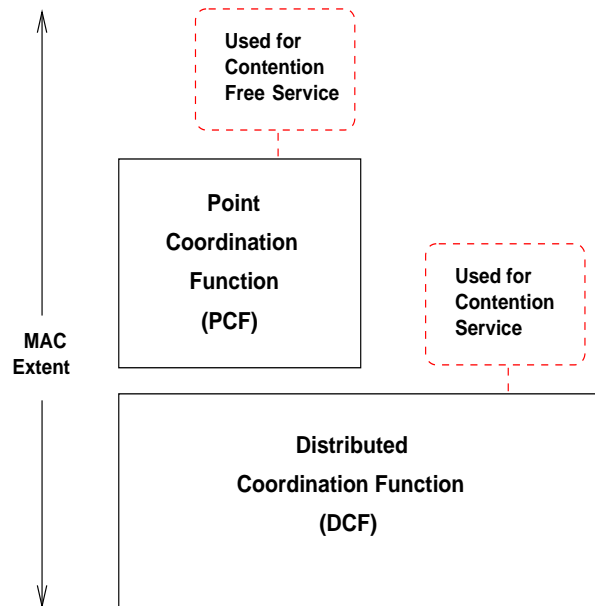 Used for
Contention
Free Service
Point
Coordination
Function
(PCF)
Used for
Contention
Service
MAC
Extent
Distributed
Coordination Function
(DCF)